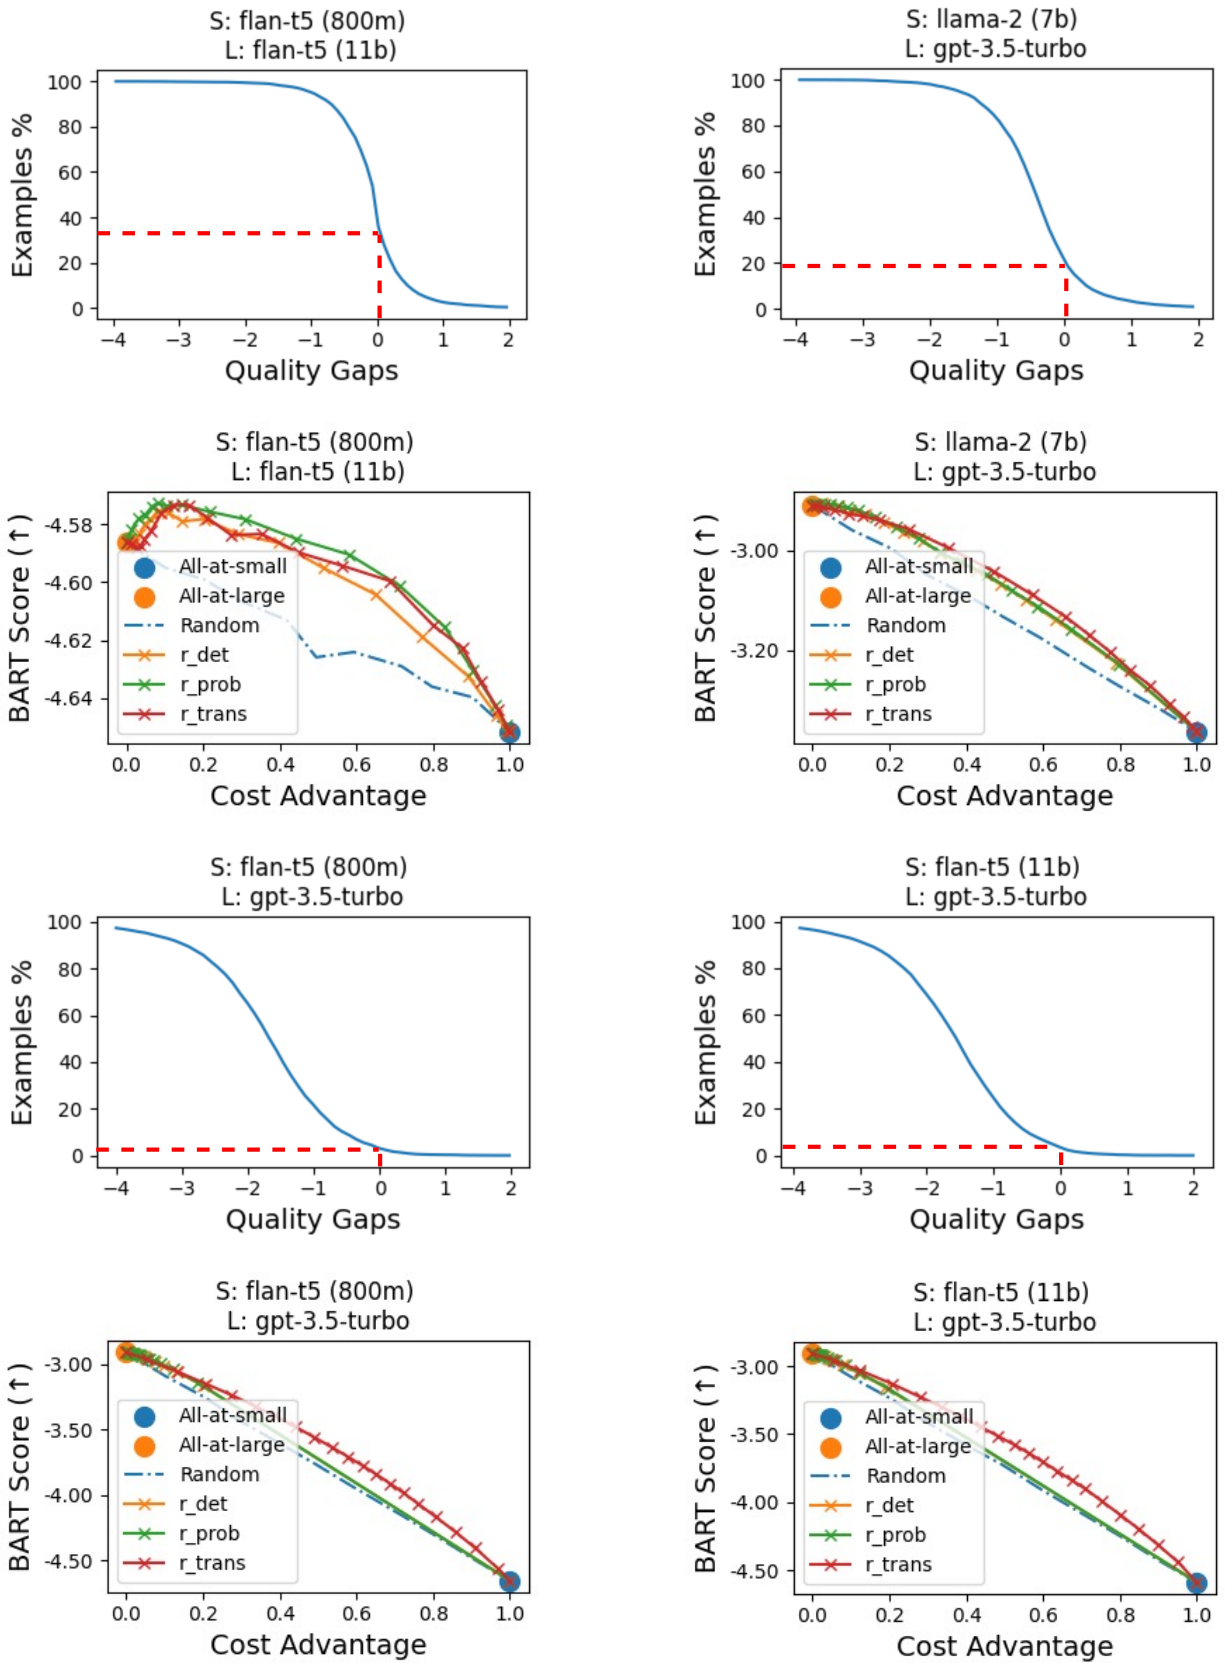 S: flan-t5 (800m)
L: flan-t5 (11b)
100
80
60
40
20
0
Examples %
−4 −3 −2 −1 0 1 2
Quality Gaps
S: llama-2 (7b)
L: gpt-3.5-turbo
100
80
60
40
20
0
Examples %
−4 −3 −2 −1 0 1 2
Quality Gaps
S: flan-t5 (800m)
L: flan-t5 (11b)
-4.58
-4.60
-4.62
-4.64
BART Score (↑)
All-at-small
All-at-large
Random
r_det
r_prob
r_trans
0.0 0.2 0.4 0.6 0.8 1.0
Cost Advantage
S: llama-2 (7b)
L: gpt-3.5-turbo
-3.00
-3.20
BART Score (↑)
All-at-small
All-at-large
Random
r_det
r_prob
r_trans
0.0 0.2 0.4 0.6 0.8 1.0
Cost Advantage
S: flan-t5 (800m)
L: gpt-3.5-turbo
100
80
60
40
20
0
Examples %
−4 −3 −2 −1 0 1 2
Quality Gaps
S: flan-t5 (11b)
L: gpt-3.5-turbo
100
80
60
40
20
0
Examples %
−4 −3 −2 −1 0 1 2
Quality Gaps
S: flan-t5 (800m)
L: gpt-3.5-turbo
-3.00
-3.50
-4.00
-4.50
BART Score (↑)
All-at-small
All-at-large
Random
r_det
r_prob
r_trans
0.0 0.2 0.4 0.6 0.8 1.0
Cost Advantage
S: flan-t5 (11b)
L: gpt-3.5-turbo
-3.00
-3.50
-4.00
-4.50
BART Score (↑)
All-at-small
All-at-large
Random
r_det
r_prob
r_trans
0.0 0.2 0.4 0.6 0.8 1.0
Cost Advantage